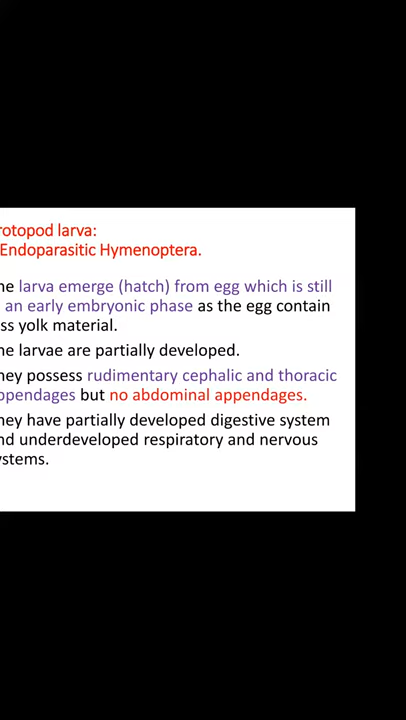 rotopod larva:
Endoparasitic Hymenoptera.
he larva emerge (hatch) from egg which is still
an early embryonic phase as the egg contain
ss yolk material.
he larvae are partially developed.
hey possess rudimentary cephalic and thoracic
ppendages but no abdominal appendages.
hey have partially developed digestive system
nd underdeveloped respiratory and nervous
ystems.